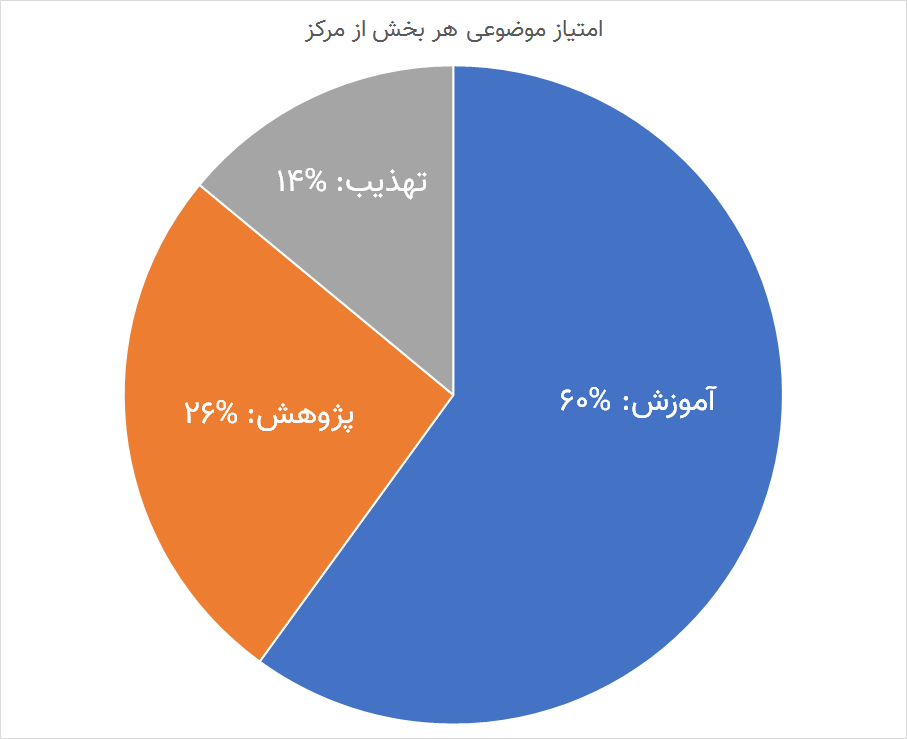 امتیاز موضوعی هر بخش از مرکز
تهذیب: ۱۴%
آموزش: ۶۰%
پژوهش: ۲۶%